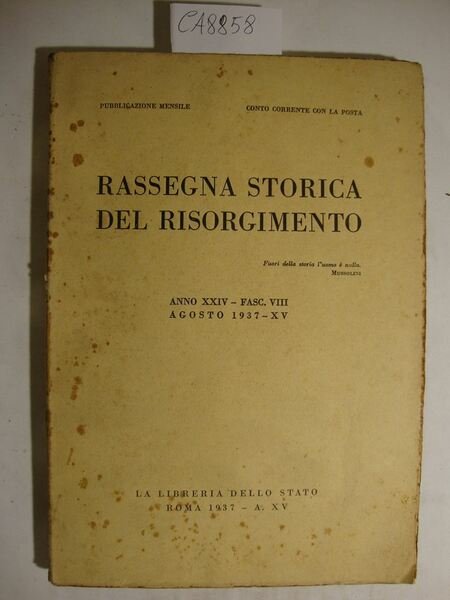 CA8858
PUBBLICAZIONE MENSILE CONTO CORRENTE CON LA POSTA
RASSEGNA STORICA
DEL RISORGIMENTO
Fuori della storia l'uomo è nulla.
MUSSOLINI
ANNO XXIV - FASC. VIII
AGOSTO 1937 - XV
LA LIBRERIA DELLO STATO
ROMA 1937 - A. XV